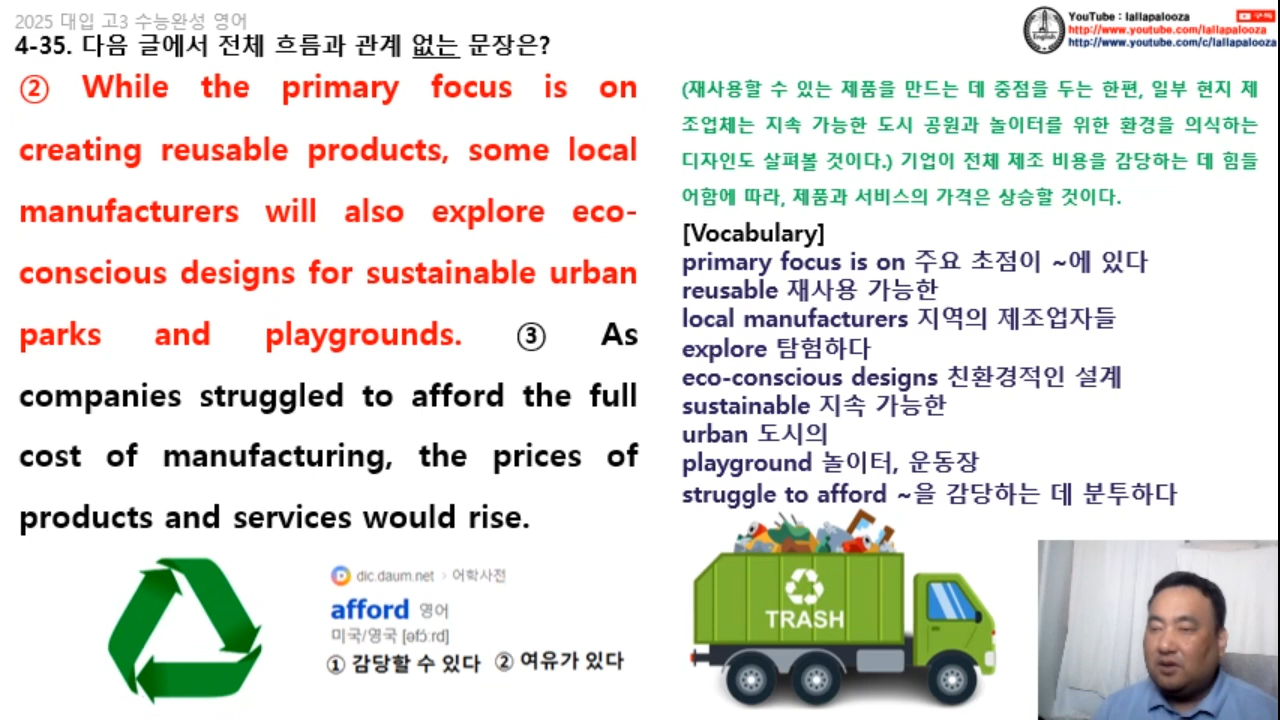 2025 대입 고3 수능완성 영어
4-35. 다음 글에서 전체 흐름과 관계 없는 문장은?
YouTube : lallapalooza
구독
http://www.youtube.com/lallapalooza
http://www.youtube.com/c/lallapalooza
English
② While the primary focus is on
creating reusable products, some local
manufacturers will also explore eco-
conscious designs for sustainable urban
parks and playgrounds. ③ As
companies struggled to afford the full
cost of manufacturing, the prices of
products and services would rise.
(재사용할 수 있는 제품을 만드는 데 중점을 두는 한편, 일부 현지 제
조업체는 지속 가능한 도시 공원과 놀이터를 위한 환경을 의식하는
디자인도 살펴볼 것이다.) 기업이 전체 제조 비용을 감당하는 데 힘들
어함에 따라, 제품과 서비스의 가격은 상승할 것이다.
[Vocabulary]
primary focus is on 주요 초점이 ~에 있다
reusable 재사용 가능한
local manufacturers 지역의 제조업자들
explore 탐험하다
eco-conscious designs 친환경적인 설계
sustainable 지속 가능한
urban 도시의
playground 놀이터, 운동장
struggle to afford ~을 감당하는 데 분투하다
dic.daum.net › 어학사전
afford 영어
미국/영국 [əfɔ́ːrd]
① 감당할 수 있다 ② 여유가 있다
TRASH